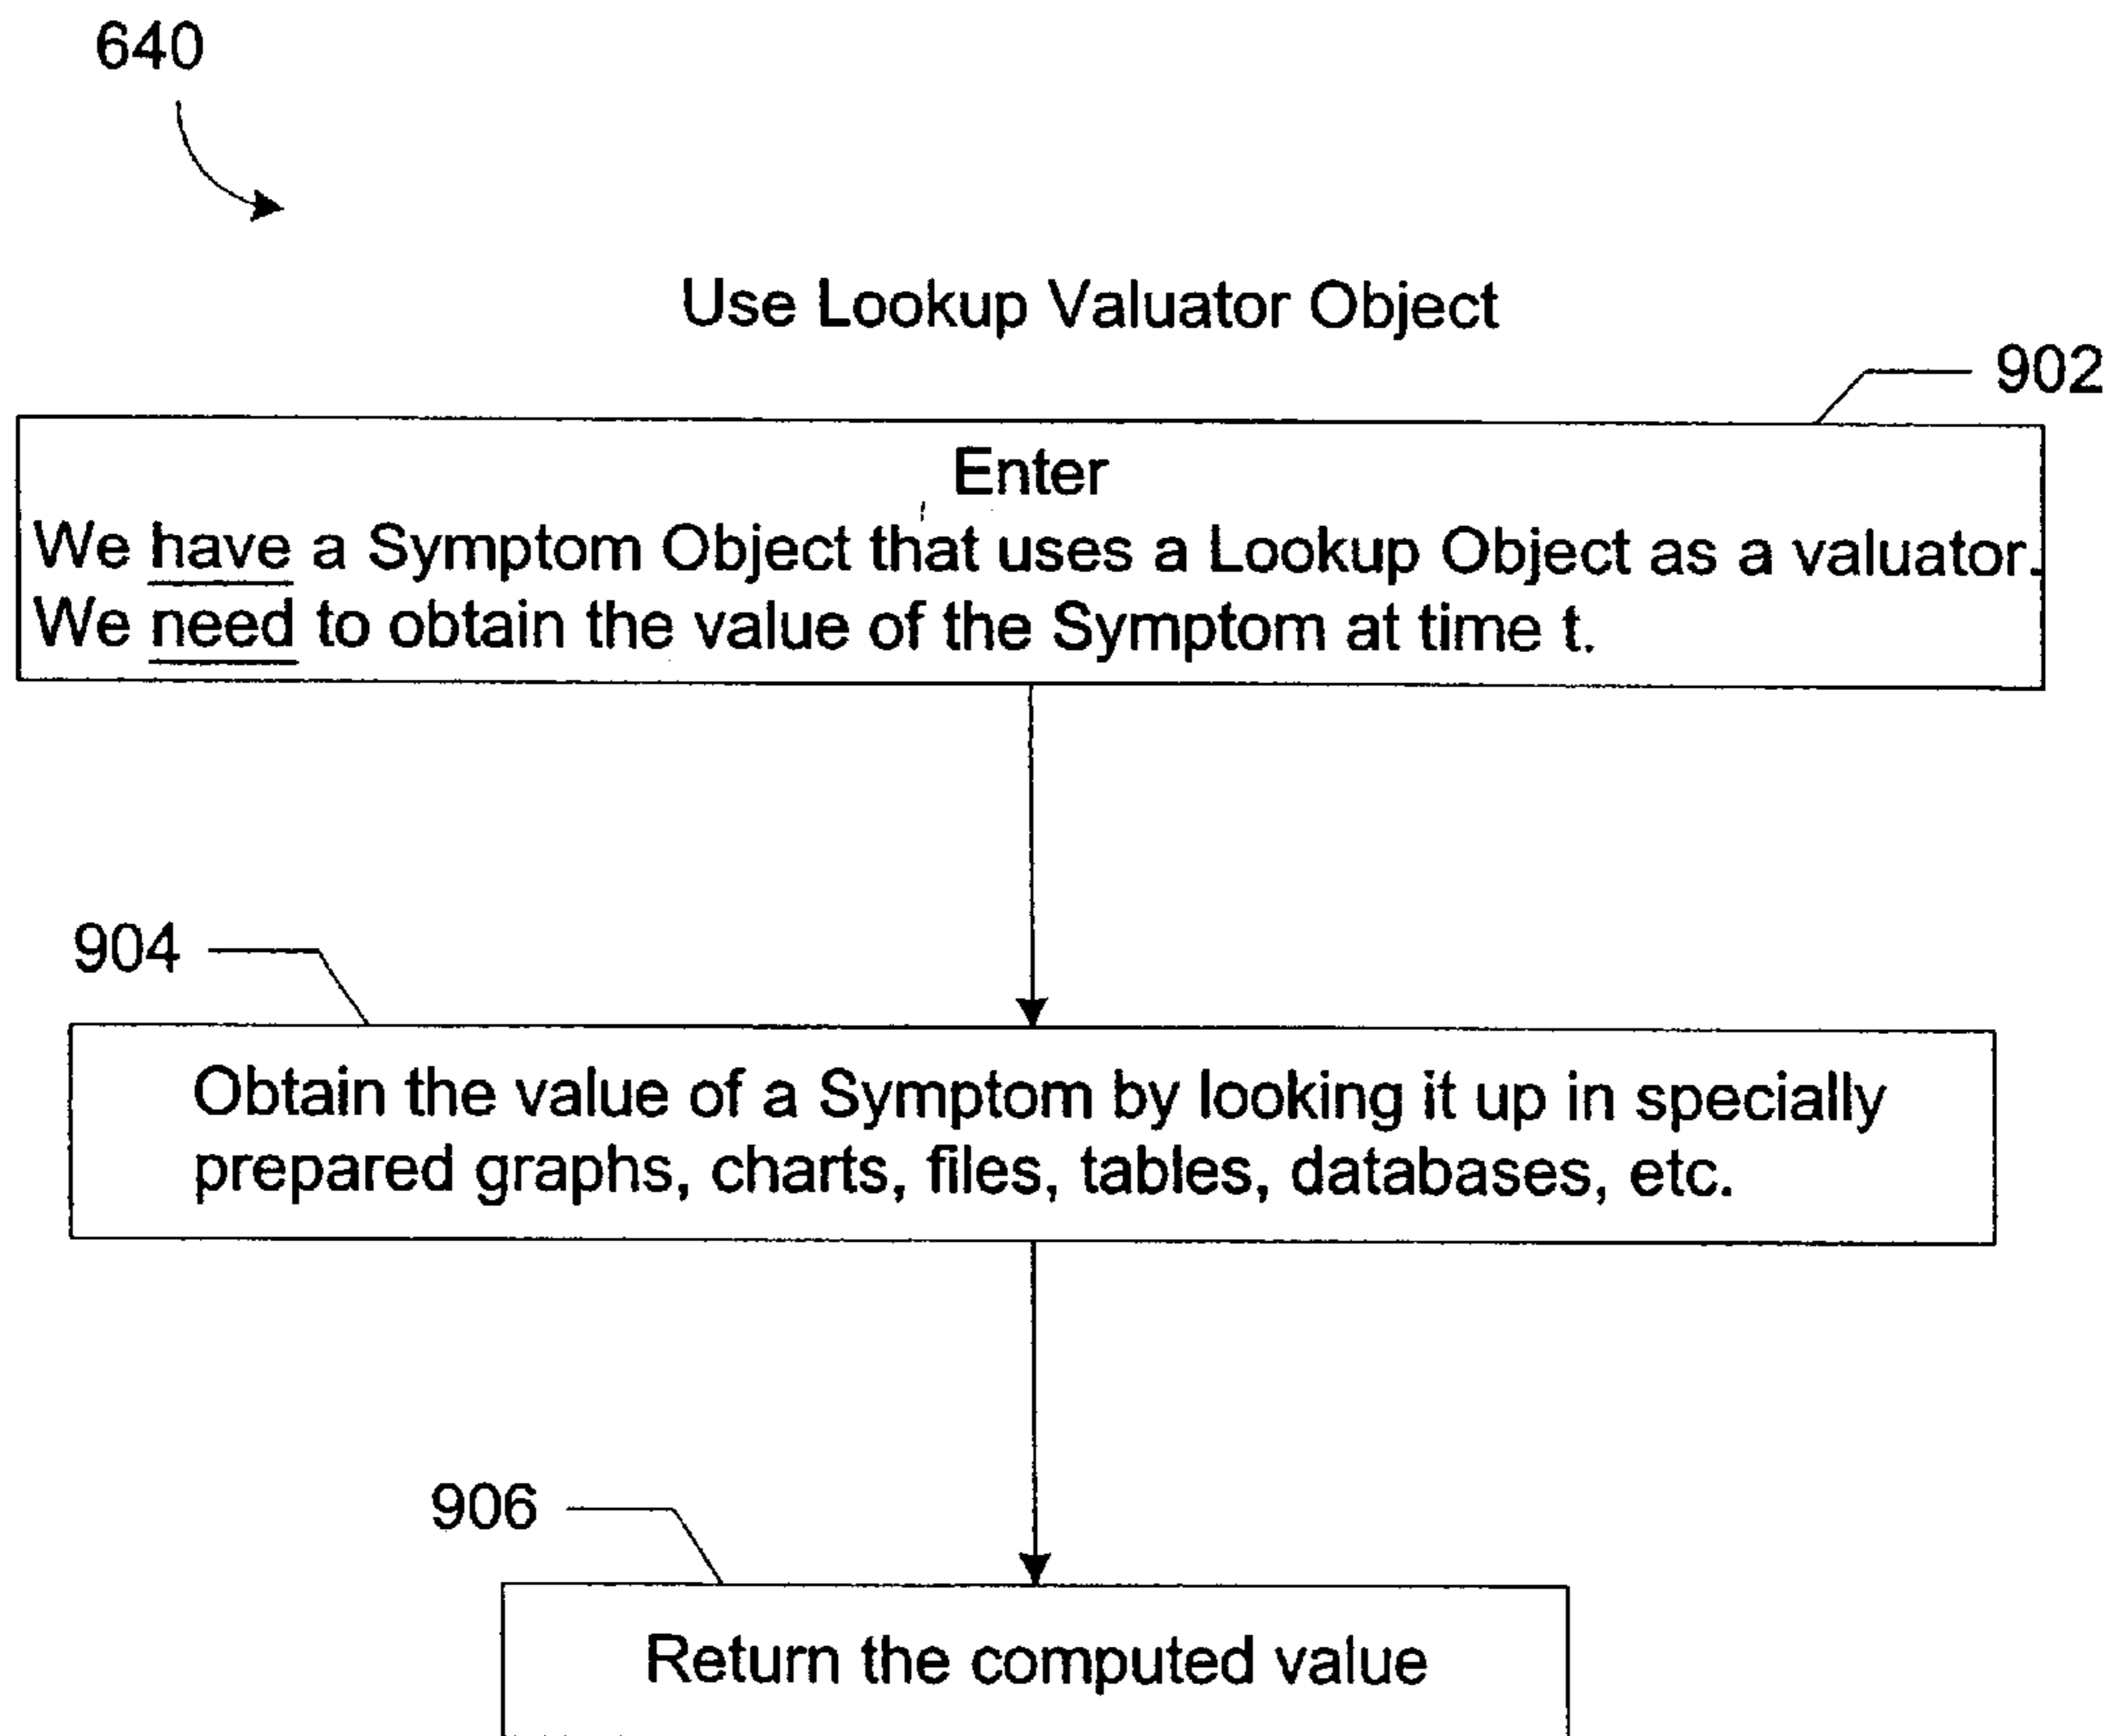 640
Use Lookup Valuator Object
902
Enter
We have a Symptom Object that uses a Lookup Object as a valuator.
We need to obtain the value of the Symptom at time t.
904
Obtain the value of a Symptom by looking it up in specially
prepared graphs, charts, files, tables, databases, etc.
906
Return the computed value